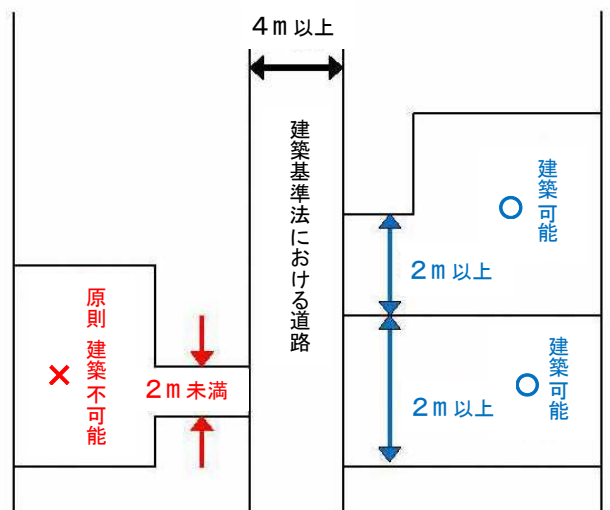 4m以上
建築基準法における道路
建築可能
○
2m以上
原則 建築不可能
×
2m未満
建築可能
○
2m以上